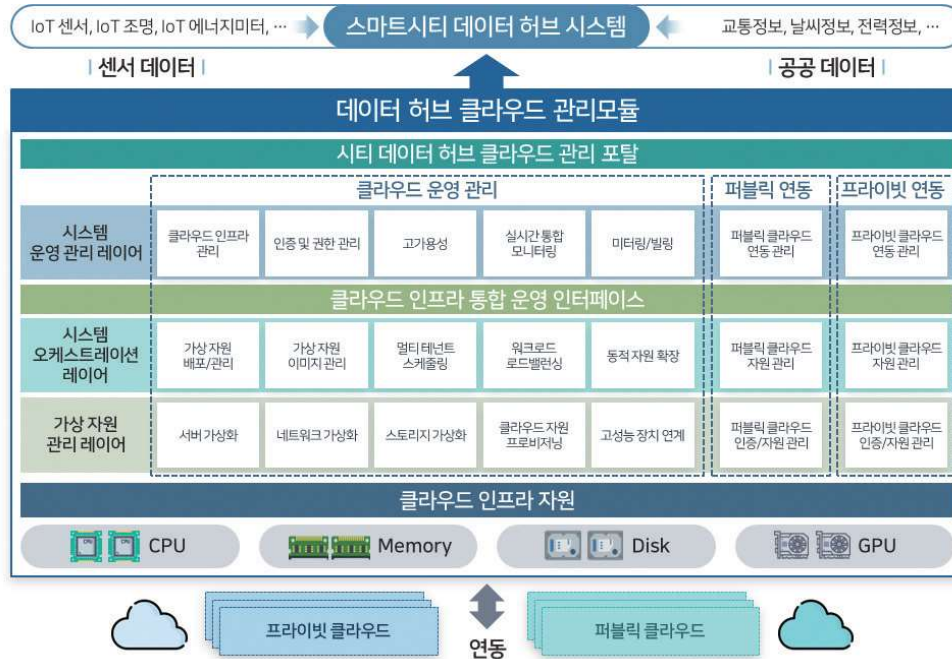 IoT 센서, IoT 조명, IoT 에너지미터, …
스마트시티 데이터 허브 시스템
교통정보, 날씨정보, 전력정보, …
| 센서 데이터 |
| 공공 데이터 |
데이터 허브 클라우드 관리모듈
시티 데이터 허브 클라우드 관리 포탈
클라우드 운영 관리
퍼블릭 연동
프라이빗 연동
시스템
운영 관리 레이어
클라우드 인프라
관리
인증 및 권한 관리
고가용성
실시간 통합
모니터링
미터링/빌링
퍼블릭 클라우드
연동 관리
프라이빗 클라우드
연동 관리
클라우드 인프라 통합 운영 인터페이스
시스템
오케스트레이션
레이어
가상 자원
배포/관리
가상 자원
이미지 관리
멀티 테넌트
스케줄링
워크로드
로드밸런싱
동적 자원 확장
퍼블릭 클라우드
자원 관리
프라이빗 클라우드
자원 관리
가상 자원
관리 레이어
서버 가상화
네트워크 가상화
스토리지 가상화
클라우드 자원
프로비저닝
고성능 장치 연계
퍼블릭 클라우드
인증/자원 관리
프라이빗 클라우드
인증/자원 관리
클라우드 인프라 자원
CPU
Memory
Disk
GPU
프라이빗 클라우드
연동
퍼블릭 클라우드